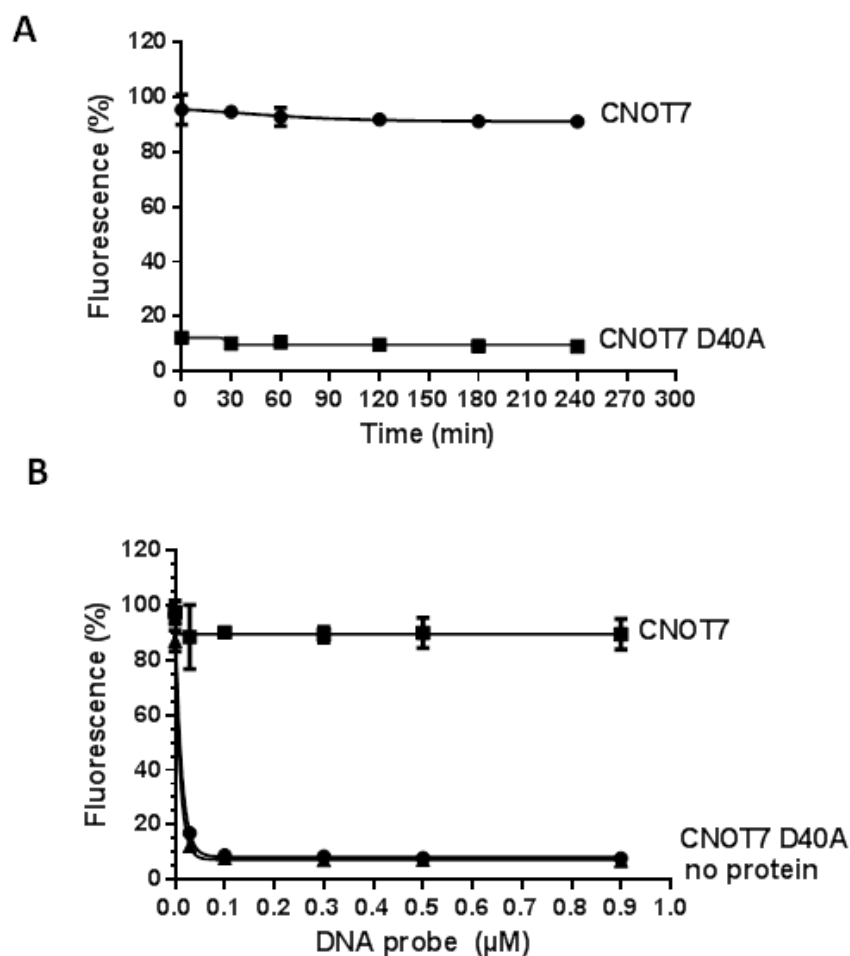 A
120
100
80
60
40
20
0
Fluorescence (%)
CNOT7
CNOT7 D40A
0 30 60 90 120 150 180 210 240 270 300
Time (min)
B
120
100
80
60
40
20
0
Fluorescence (%)
CNOT7
CNOT7 D40A
no protein
0.0 0.1 0.2 0.3 0.4 0.5 0.6 0.7 0.8 0.9 1.0
DNA probe (µM)